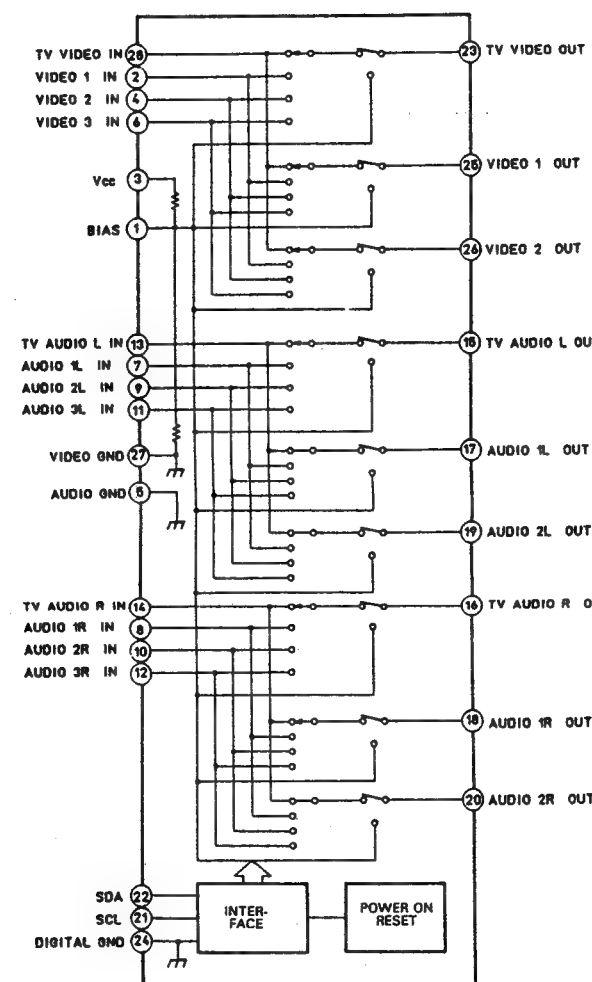 TV VIDEO IN 28
23 TV VIDEO OUT
VIDEO 1 IN 2
VIDEO 2 IN 4
VIDEO 3 IN 6
25 VIDEO 1 OUT
Vcc 3
BIAS 1
26 VIDEO 2 OUT
TV AUDIO L IN 13
15 TV AUDIO L OU
AUDIO 1L IN 7
AUDIO 2L IN 9
AUDIO 3L IN 11
17 AUDIO 1L OUT
VIDEO GND 27
AUDIO GND 5
19 AUDIO 2L OUT
TV AUDIO R IN 14
16 TV AUDIO R O
AUDIO 1R IN 8
AUDIO 2R IN 10
AUDIO 3R IN 12
18 AUDIO 1R OUT
20 AUDIO 2R OUT
SDA 22
SCL 21
DIGITAL GND 24
INTER-
FACE
POWER ON
RESET